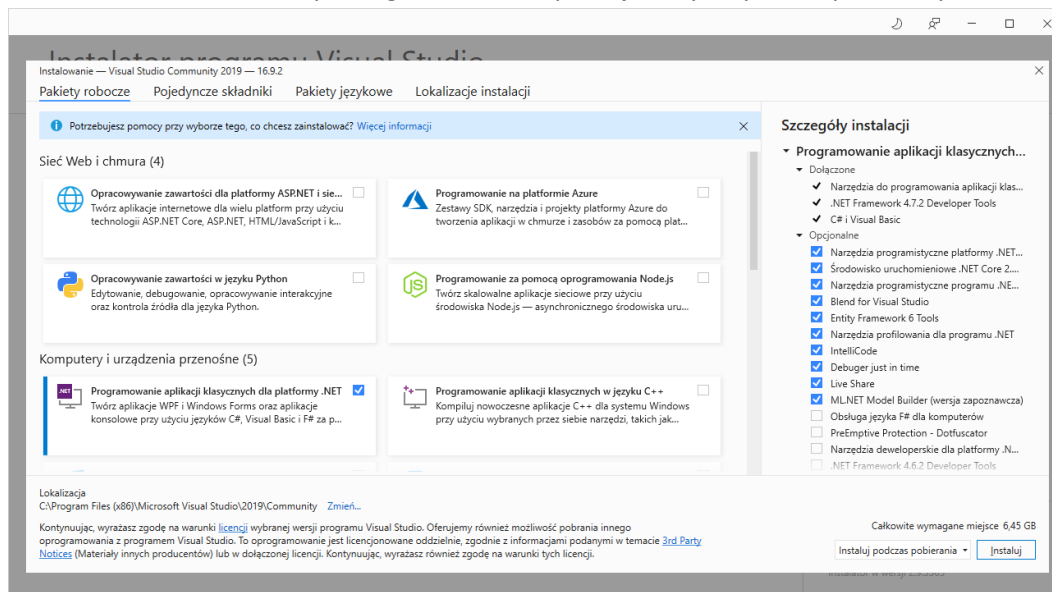 Instalator programu Visual Studio
Instalowanie — Visual Studio Community 2019 — 16.9.2
Pakiety robocze Pojedyncze składniki Pakiety językowe Lokalizacje instalacji
Potrzebujesz pomocy przy wyborze tego, co chcesz zainstalować? Więcej informacji
Sieć Web i chmura (4)
Opracowywanie zawartości dla platformy ASP.NET i sie...
Twórz aplikacje internetowe dla wielu platform przy użyciu
technologii ASP.NET Core, ASP.NET, HTML/JavaScript i k...
Programowanie na platformie Azure
Zestawy SDK, narzędzia i projekty platformy Azure do
tworzenia aplikacji w chmurze i zasobów za pomocą plat...
Opracowywanie zawartości w języku Python
Edytowanie, debugowanie, opracowywanie interakcyjne
oraz kontrola źródła dla języka Python.
Programowanie za pomocą oprogramowania Node.js
Twórz skalowalne aplikacje sieciowe przy użyciu
środowiska Node.js — asynchronicznego środowiska uru...
Komputery i urządzenia przenośne (5)
Programowanie aplikacji klasycznych dla platformy .NET
Twórz aplikacje WPF i Windows Forms oraz aplikacje
konsolowe przy użyciu języków C#, Visual Basic i F# za p...
Programowanie aplikacji klasycznych w języku C++
Kompiluj nowoczesne aplikacje C++ dla systemu Windows
przy użyciu wybranych przez siebie narzędzi, takich jak...
Szczegóły instalacji
Programowanie aplikacji klasycznych...
Dołączone
Narzędzia do programowania aplikacji klas...
.NET Framework 4.7.2 Developer Tools
C# i Visual Basic
Opcjonalne
Narzędzia programistyczne platformy .NET...
Środowisko uruchomieniowe .NET Core 2....
Narzędzia programistyczne programu .NE...
Blend for Visual Studio
Entity Framework 6 Tools
Narzędzia profilowania dla programu .NET
IntelliCode
Debuger just in time
Live Share
ML.NET Model Builder (wersja zapoznawcza)
Obsługa języka F# dla komputerów
PreEmptive Protection - Dotfuscator
Narzędzia deweloperskie dla platformy .N...
.NET Framework 4.6.2 Developer Tools
Lokalizacja
C:\Program Files (x86)\Microsoft Visual Studio\2019\Community Zmień...
Kontynuując, wyrażasz zgodę na warunki licencji wybranej wersji programu Visual Studio. Oferujemy również możliwość pobrania innego
oprogramowania z programem Visual Studio. To oprogramowanie jest licencjonowane oddzielnie, zgodnie z informacjami podanymi w temacie 3rd Party
Notices (Materiały innych producentów) lub w dołączonej licencji. Kontynuując, wyrażasz również zgodę na warunki tych licencji.
Całkowite wymagane miejsce 6,45 GB
Instaluj podczas pobierania Instaluj